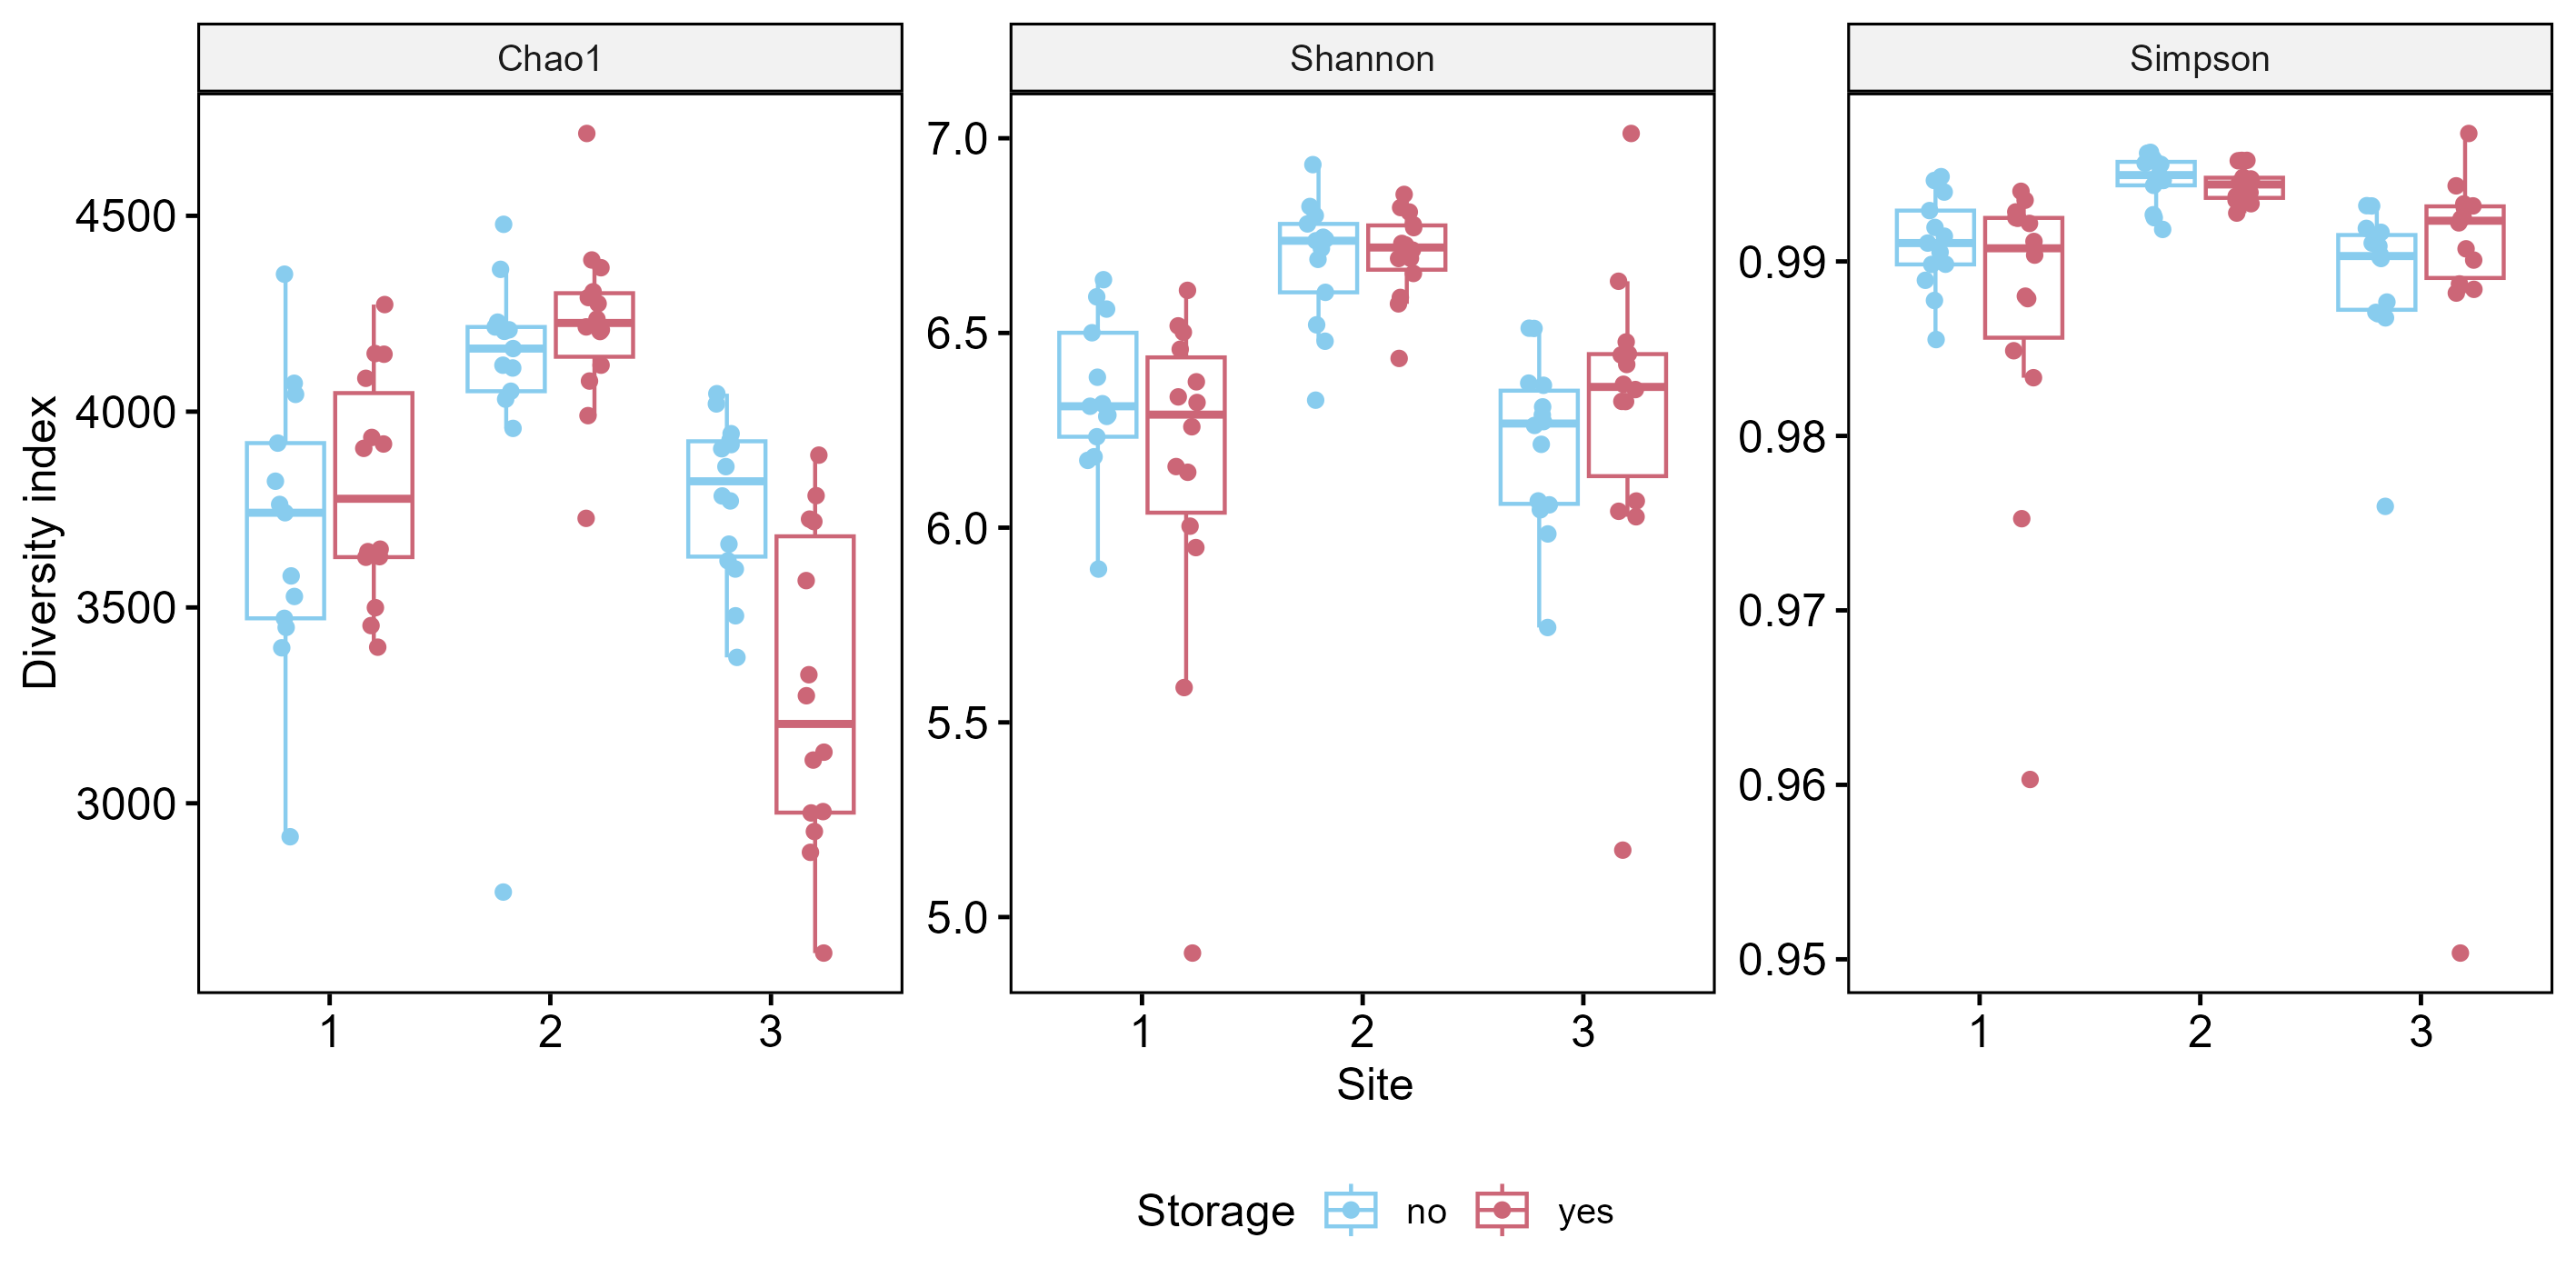 Chao1 Shannon Simpson
Diversity index
4500
4000
3500
3000
7.0
6.5
6.0
5.5
5.0
0.99
0.98
0.97
0.96
0.95
1 2 3 1 2 3 1 2 3
Site
Storage no yes